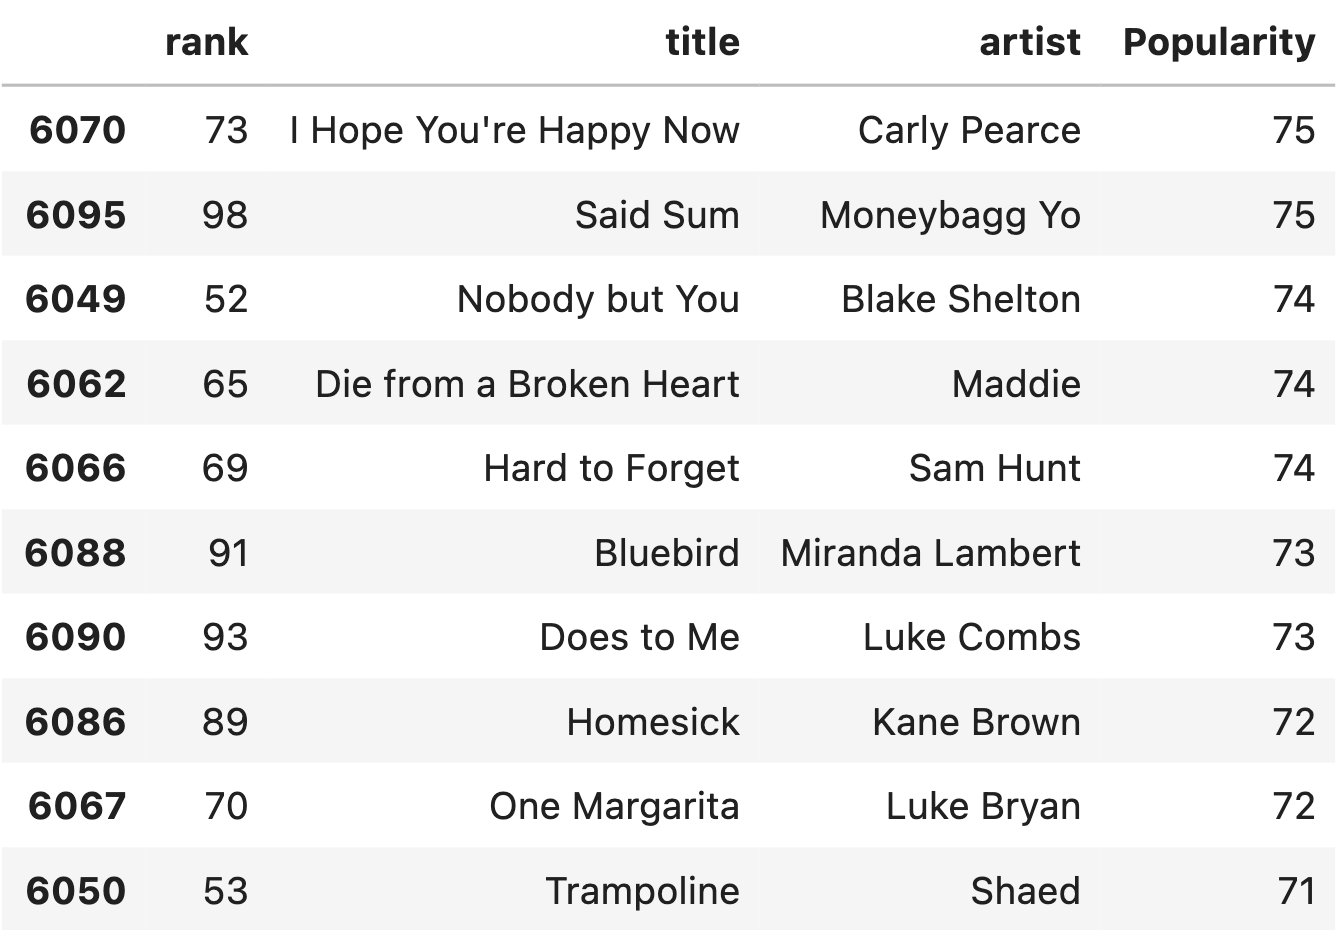 rank title artist Popularity
6070 73 I Hope You're Happy Now Carly Pearce 75
6095 98 Said Sum Moneybagg Yo 75
6049 52 Nobody but You Blake Shelton 74
6062 65 Die from a Broken Heart Maddie 74
6066 69 Hard to Forget Sam Hunt 74
6088 91 Bluebird Miranda Lambert 73
6090 93 Does to Me Luke Combs 73
6086 89 Homesick Kane Brown 72
6067 70 One Margarita Luke Bryan 72
6050 53 Trampoline Shaed 71